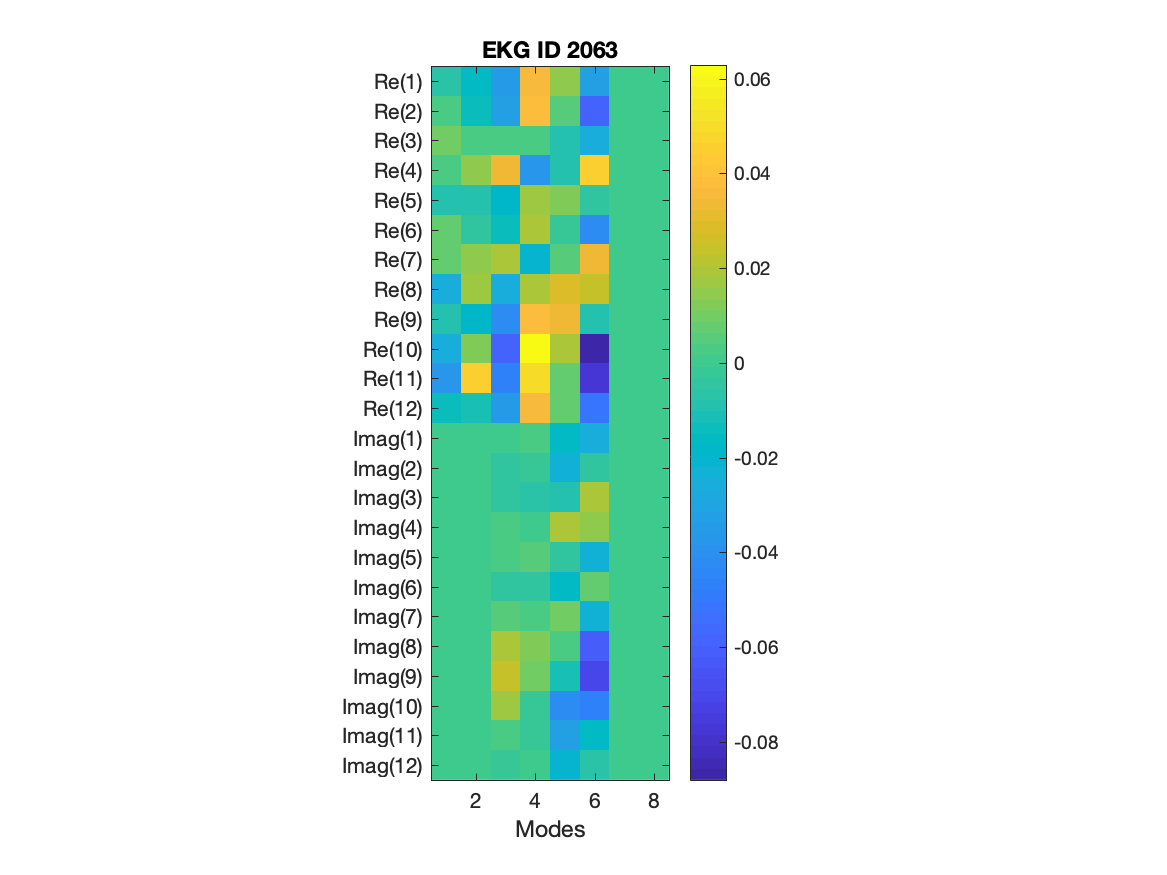 EKG ID 2063
Re(1)
Re(2)
Re(3)
Re(4)
Re(5)
Re(6)
Re(7)
Re(8)
Re(9)
Re(10)
Re(11)
Re(12)
Imag(1)
Imag(2)
Imag(3)
Imag(4)
Imag(5)
Imag(6)
Imag(7)
Imag(8)
Imag(9)
Imag(10)
Imag(11)
Imag(12)
2 4 6 8
Modes
0.06
0.04
0.02
0
-0.02
-0.04
-0.06
-0.08